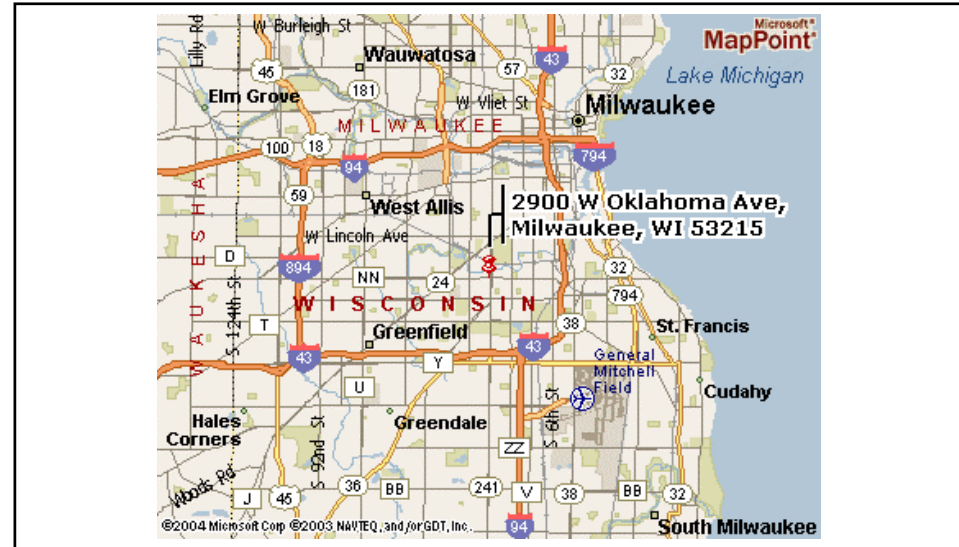 W Burleigh St
Lilly Rd
Microsoft®
MapPoint®
Wauwatosa
43
45
57
32
Lake Michigan
181
Elm Grove
W Vliet St
Milwaukee
MILWAUKEE
100
18
94
794
59
West Allis
2900 W Oklahoma Ave,
Milwaukee, WI 53215
W Lincoln Ave
WAUKESHA
D
894
NN
24
32
794
WISCONSIN
S 124th St
T
38
St. Francis
Greenfield
43
43
Y
General
Mitchell
Field
U
Cudahy
Hales
Corners
Greendale
S 6th St
S 92nd St
ZZ
Woods Rd
J
45
36
BB
241
V
38
BB
32
©2004 Microsoft Corp ©2003 NAVTEQ, and/or GDT, Inc.
94
South Milwaukee